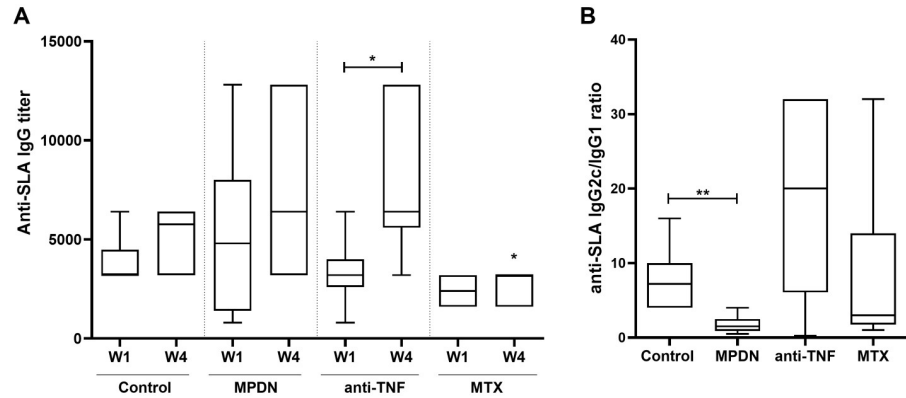 A
Anti-SLA IgG titer
15000
10000
5000
0
*
*
W1 W4 W1 W4 W1 W4 W1 W4
Control MPDN anti-TNF MTX
B
anti-SLA IgG2c/IgG1 ratio
40
30
20
10
0
**
Control MPDN anti-TNF MTX